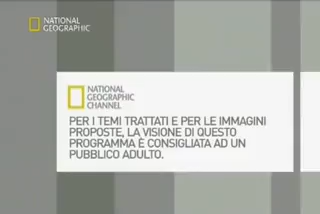 NATIONAL
GEOGRAPHIC
NATIONAL
GEOGRAPHIC
CHANNEL
PER I TEMI TRATTATI E PER LE IMMAGINI
PROPOSTE, LA VISIONE DI QUESTO
PROGRAMMA È CONSIGLIATA AD UN
PUBBLICO ADULTO.